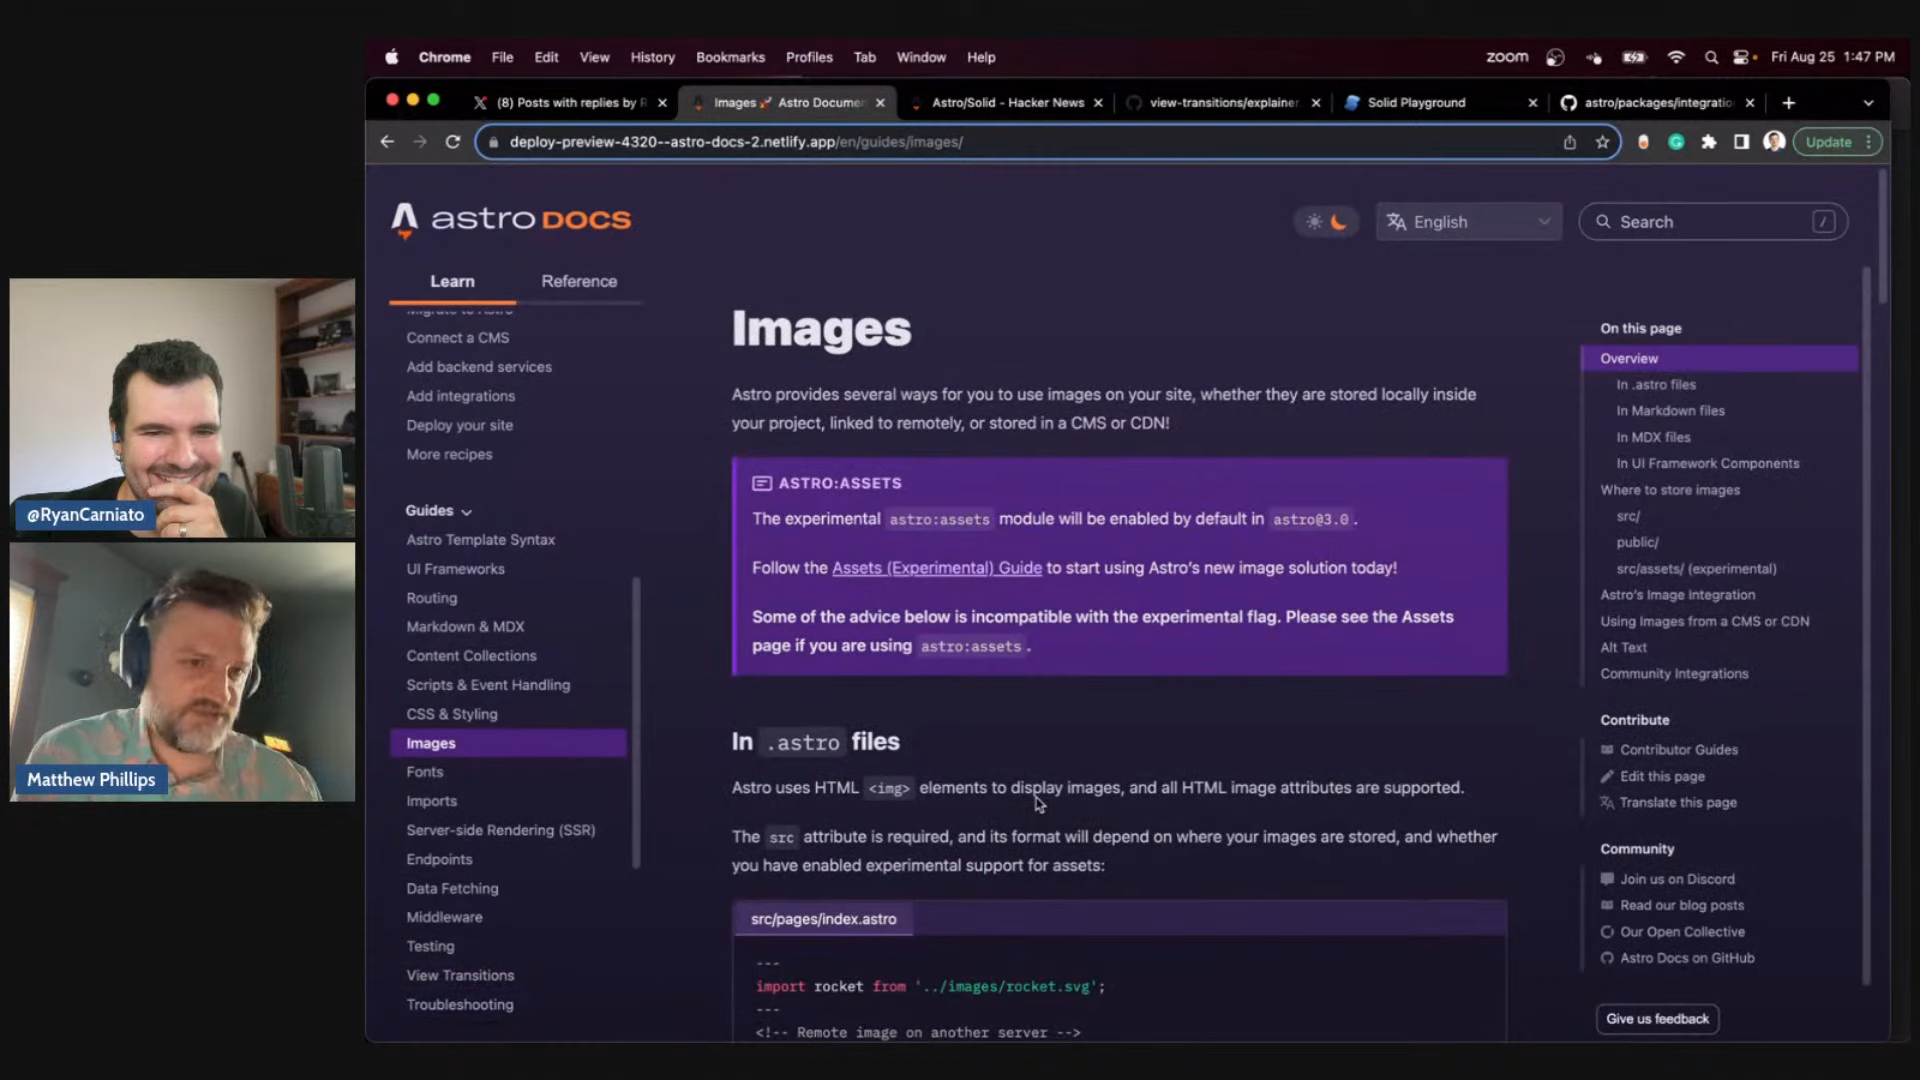 Chrome File Edit View History Bookmarks Profiles Tab Window Help
zoom Fri Aug 25 1:47 PM
(8) Posts with replies by R
Images 🚀 Astro Documen
Astro/Solid - Hacker News
view-transitions/explainer
Solid Playground
astro/packages/integratio
deploy-preview-4320--astro-docs-2.netlify.app/en/guides/images/
Update
astro DOCS
English
Search /
Learn Reference
Migrate to Astro
Connect a CMS
Add backend services
Add integrations
Deploy your site
More recipes
Guides
Astro Template Syntax
UI Frameworks
Routing
Markdown & MDX
Content Collections
Scripts & Event Handling
CSS & Styling
Images
Fonts
Imports
Server-side Rendering (SSR)
Endpoints
Data Fetching
Middleware
Testing
View Transitions
Troubleshooting
Images
Astro provides several ways for you to use images on your site, whether they are stored locally inside
your project, linked to remotely, or stored in a CMS or CDN!
ASTRO:ASSETS
The experimental astro:assets module will be enabled by default in astro@3.0.
Follow the Assets (Experimental) Guide to start using Astro's new image solution today!
Some of the advice below is incompatible with the experimental flag. Please see the Assets
page if you are using astro:assets.
In .astro files
Astro uses HTML <img> elements to display images, and all HTML image attributes are supported.
The src attribute is required, and its format will depend on where your images are stored, and whether
you have enabled experimental support for assets:
src/pages/index.astro
---
import rocket from '../images/rocket.svg';
---
<!-- Remote image on another server -->
On this page
Overview
In .astro files
In Markdown files
In MDX files
In UI Framework Components
Where to store images
src/
public/
src/assets/ (experimental)
Astro's Image Integration
Using Images from a CMS or CDN
Alt Text
Community Integrations
Contribute
Contributor Guides
Edit this page
Translate this page
Community
Join us on Discord
Read our blog posts
Our Open Collective
Astro Docs on GitHub
Give us feedback
@RyanCarniato
Matthew Phillips